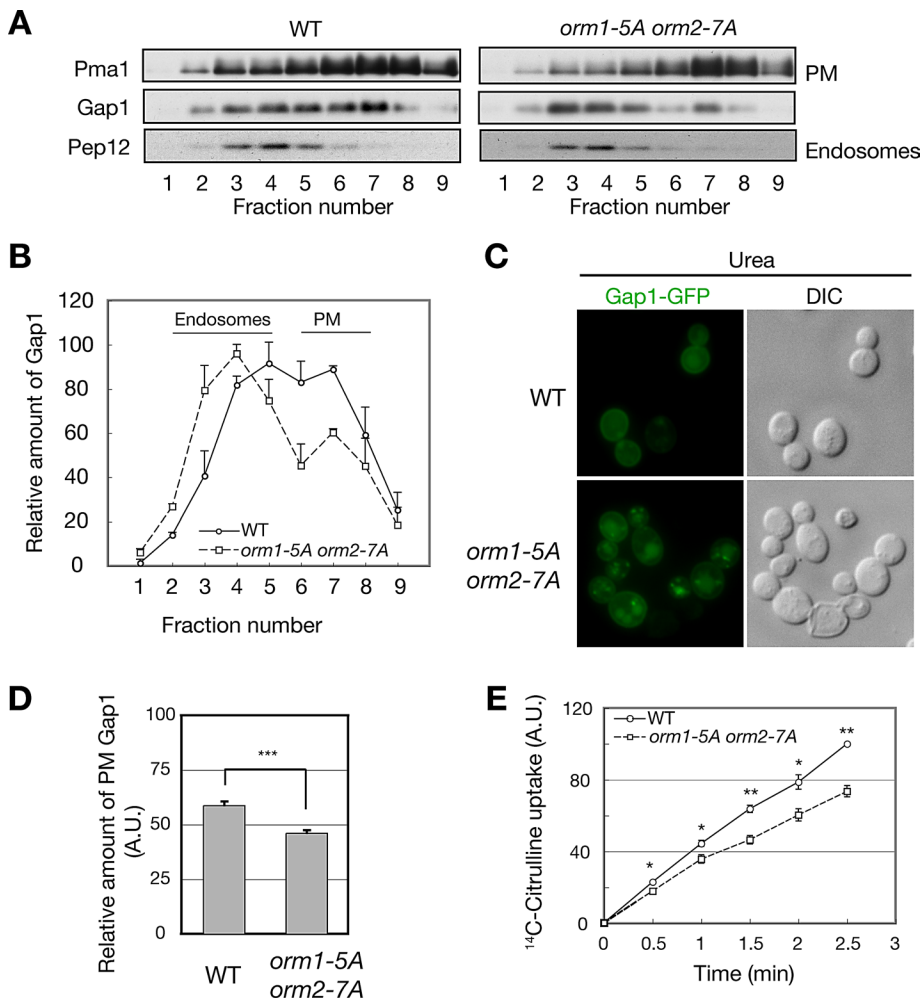 A
WT
orm1-5A orm2-7A
Pma1
PM
Gap1
Pep12
Endosomes
1 2 3 4 5 6 7 8 9
1 2 3 4 5 6 7 8 9
Fraction number
Fraction number
B
Relative amount of Gap1
120
100
80
60
40
20
0
Endosomes
PM
WT
orm1-5A orm2-7A
1 2 3 4 5 6 7 8 9
Fraction number
C
Urea
Gap1-GFP
DIC
WT
orm1-5A
orm2-7A
D
Relative amount of PM Gap1
(A.U.)
100
75
50
25
0
***
WT
orm1-5A
orm2-7A
E
14C-Citrulline uptake (A.U.)
120
80
40
0
WT
orm1-5A orm2-7A
*
*
**
*
**
0 0.5 1 1.5 2 2.5 3
Time (min)